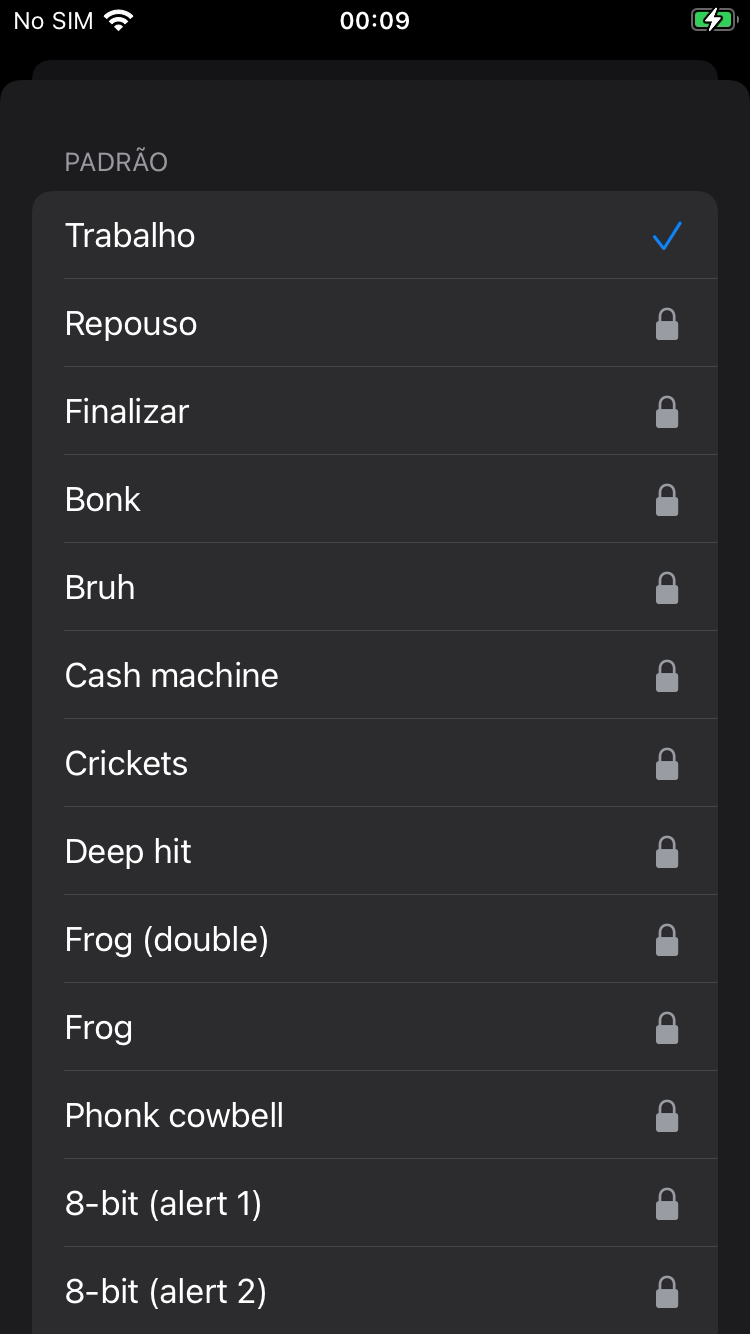 No SIM 00:09
PADRÃO
Trabalho
Repouso
Finalizar
Bonk
Bruh
Cash machine
Crickets
Deep hit
Frog (double)
Frog
Phonk cowbell
8-bit (alert 1)
8-bit (alert 2)